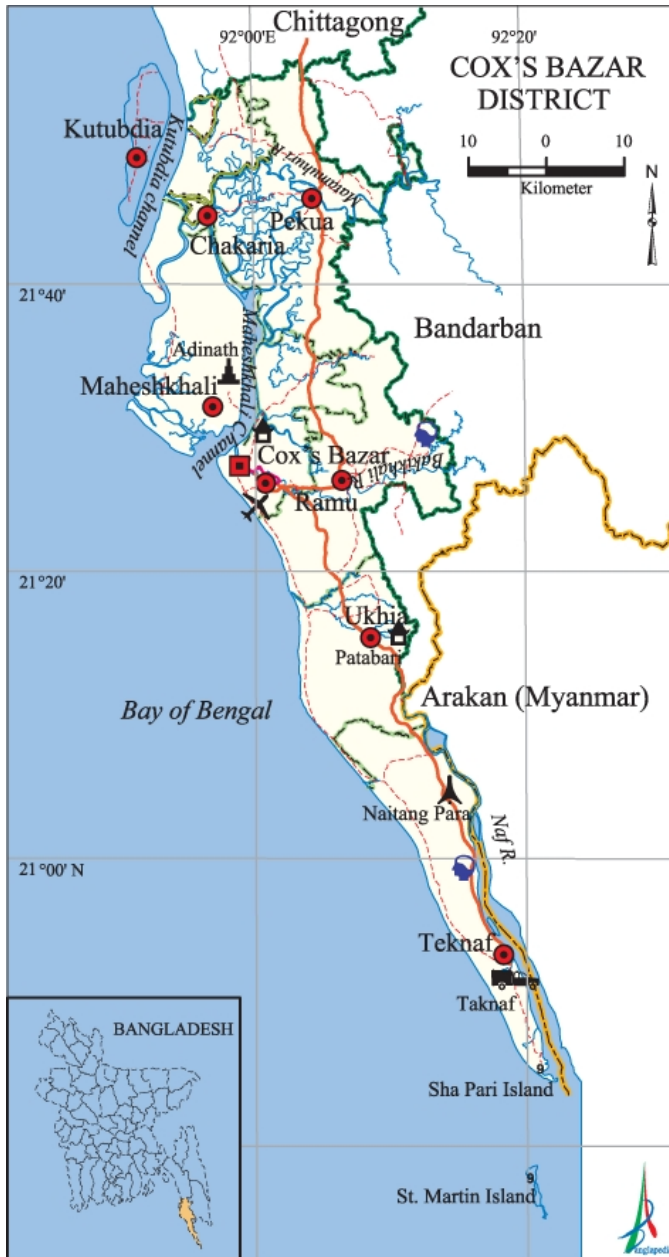 92°00'E
Chittagong
92°20'
COX'S BAZAR
DISTRICT
10 0 10
Kilometer
N
Kutubdia
Kutubdia Channel
Matamuhuri R.
Pekua
Chakaria
21°40'
Maheshkhali Channel
Bandarban
Adinath
Maheshkhali
Cox's Bazar
Bakkhali R.
Ramu
21°20'
Ukhia
Patabari
Arakan (Myanmar)
Bay of Bengal
Naitang Para
Naf R.
21°00' N
Teknaf
Taknaf
BANGLADESH
Sha Pari Island
St. Martin Island
Banglapedia